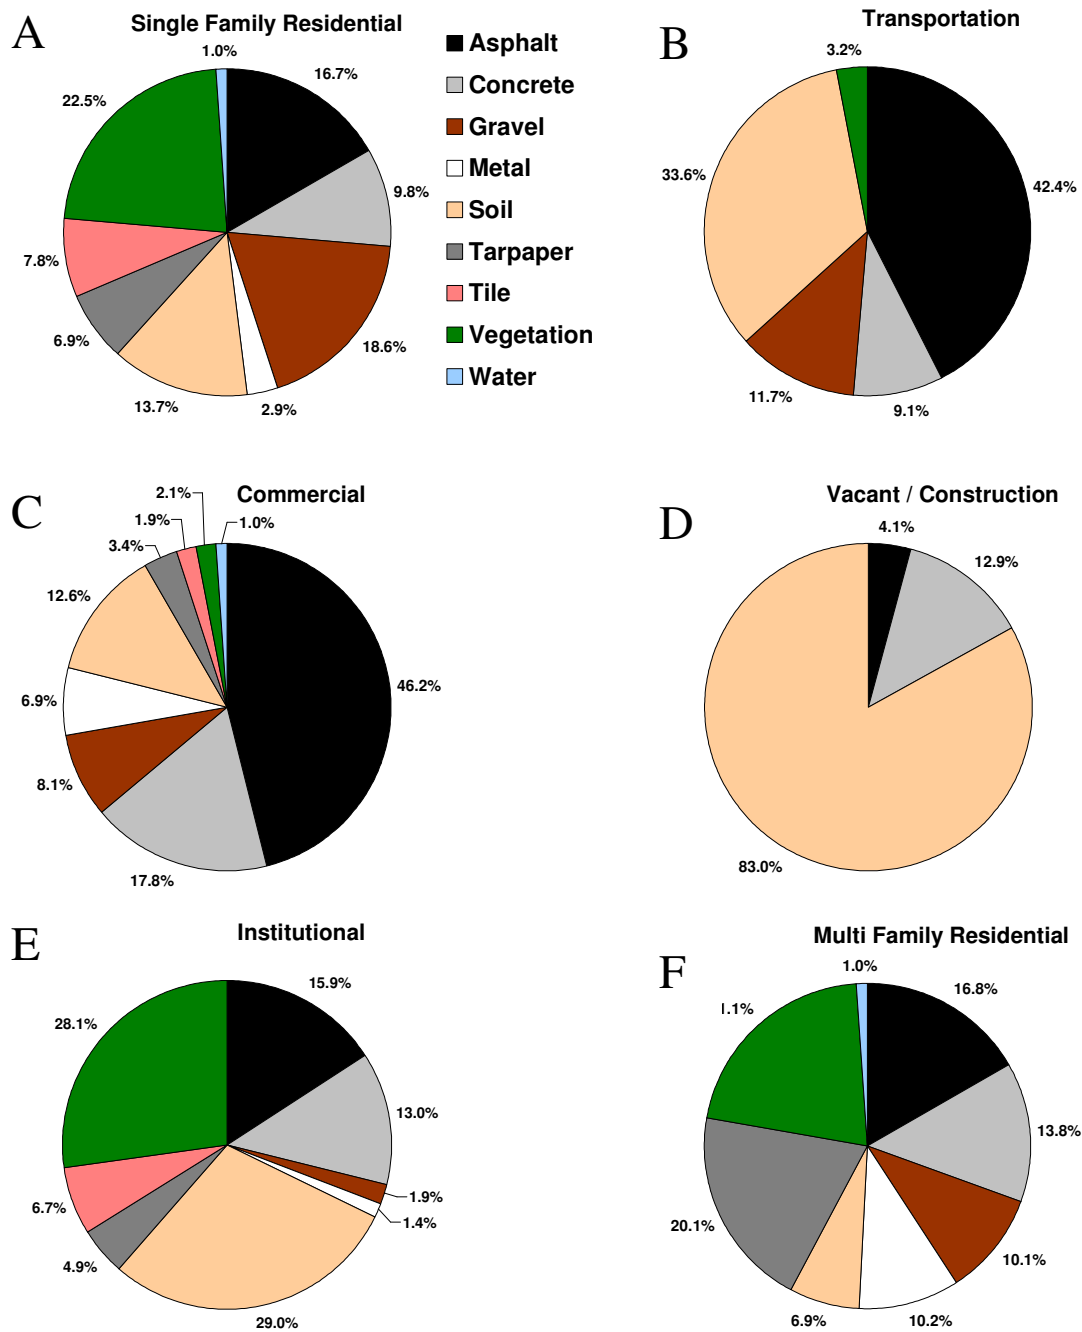 A
Single Family Residential
1.0%
16.7%
22.5%
9.8%
7.8%
18.6%
6.9%
13.7%
2.9%
Asphalt
Concrete
Gravel
Metal
Soil
Tarpaper
Tile
Vegetation
Water
B
Transportation
3.2%
33.6%
42.4%
11.7%
9.1%
C
Commercial
2.1%
1.9%
1.0%
3.4%
12.6%
6.9%
46.2%
8.1%
17.8%
D
Vacant / Construction
4.1%
12.9%
83.0%
E
Institutional
15.9%
28.1%
13.0%
6.7%
1.9%
1.4%
4.9%
29.0%
F
Multi Family Residential
1.0%
16.8%
13.8%
20.1%
10.1%
6.9%
10.2%